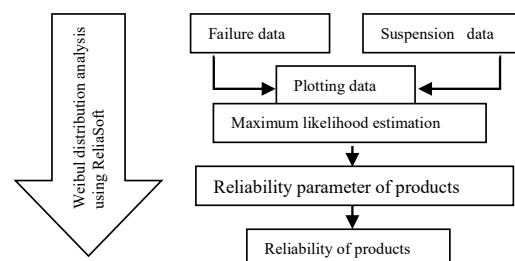 Weibul distribution analysis
using ReliaSoft
Failure data
Suspension data
Plotting data
Maximum likelihood estimation
Reliability parameter of products
Reliability of products